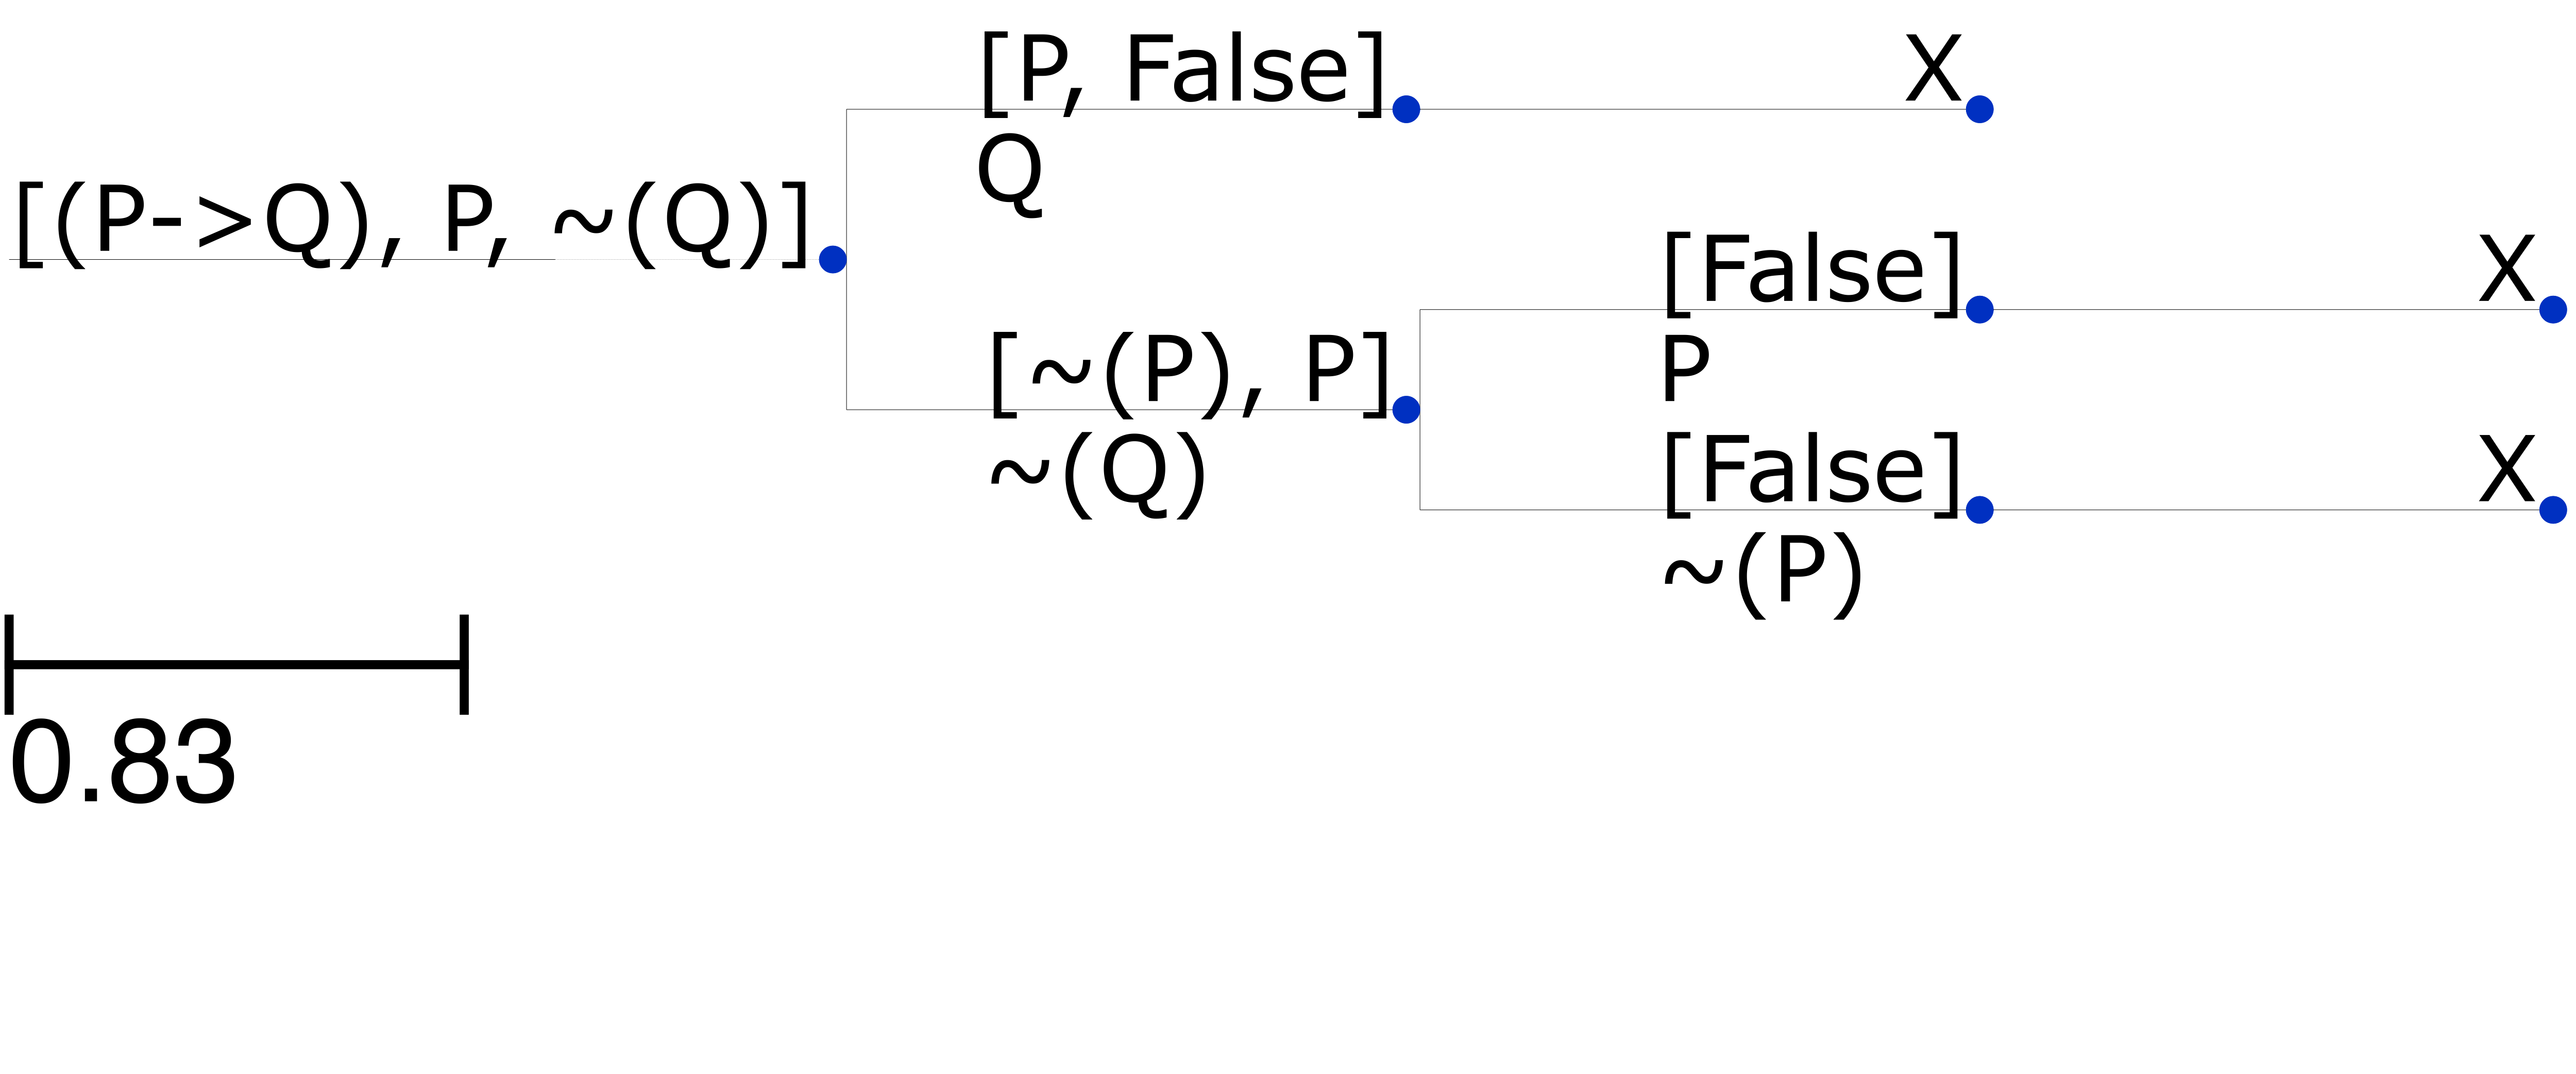 [P, False]
X
Q
[(P->Q), P, ~(Q)]
[False]
X
[~(P), P]
P
~(Q)
[False]
X
~(P)
0.83